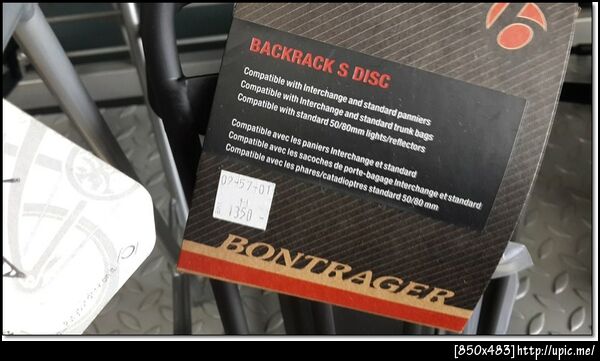 BACKRACK S DISC
Compatible with Interchange and standard panniers
Compatible with Interchange and standard trunk bags
Compatible with standard 50/80mm lights/reflectors
Compatible avec les paniers Interchange et standard
Compatible avec les sacoches de porte-bagage Interchange et standard
Compatible avec les phares/catadioptres standard 50/80 mm
1350.-
BONTRAGER
[850x483]http://upic.me/